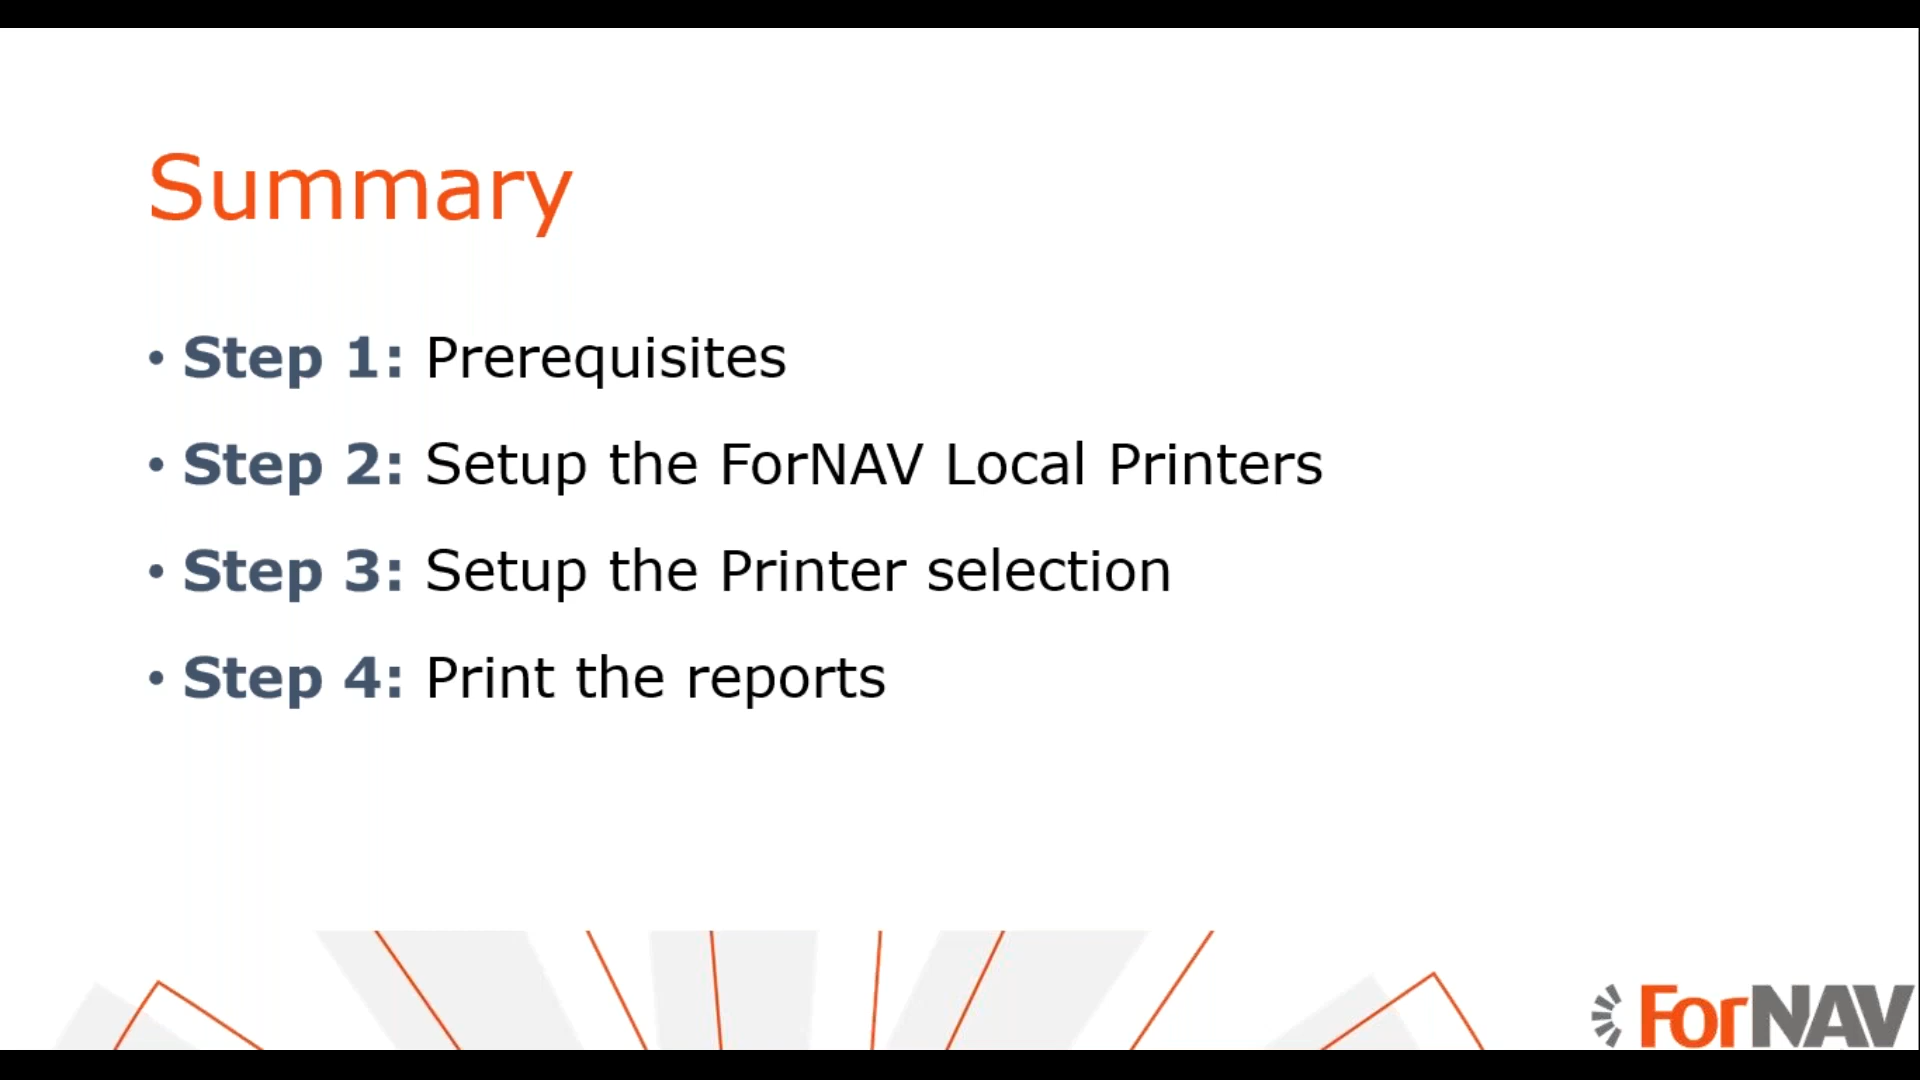 Summary
• Step 1: Prerequisites
• Step 2: Setup the ForNAV Local Printers
• Step 3: Setup the Printer selection
• Step 4: Print the reports
ForNAV